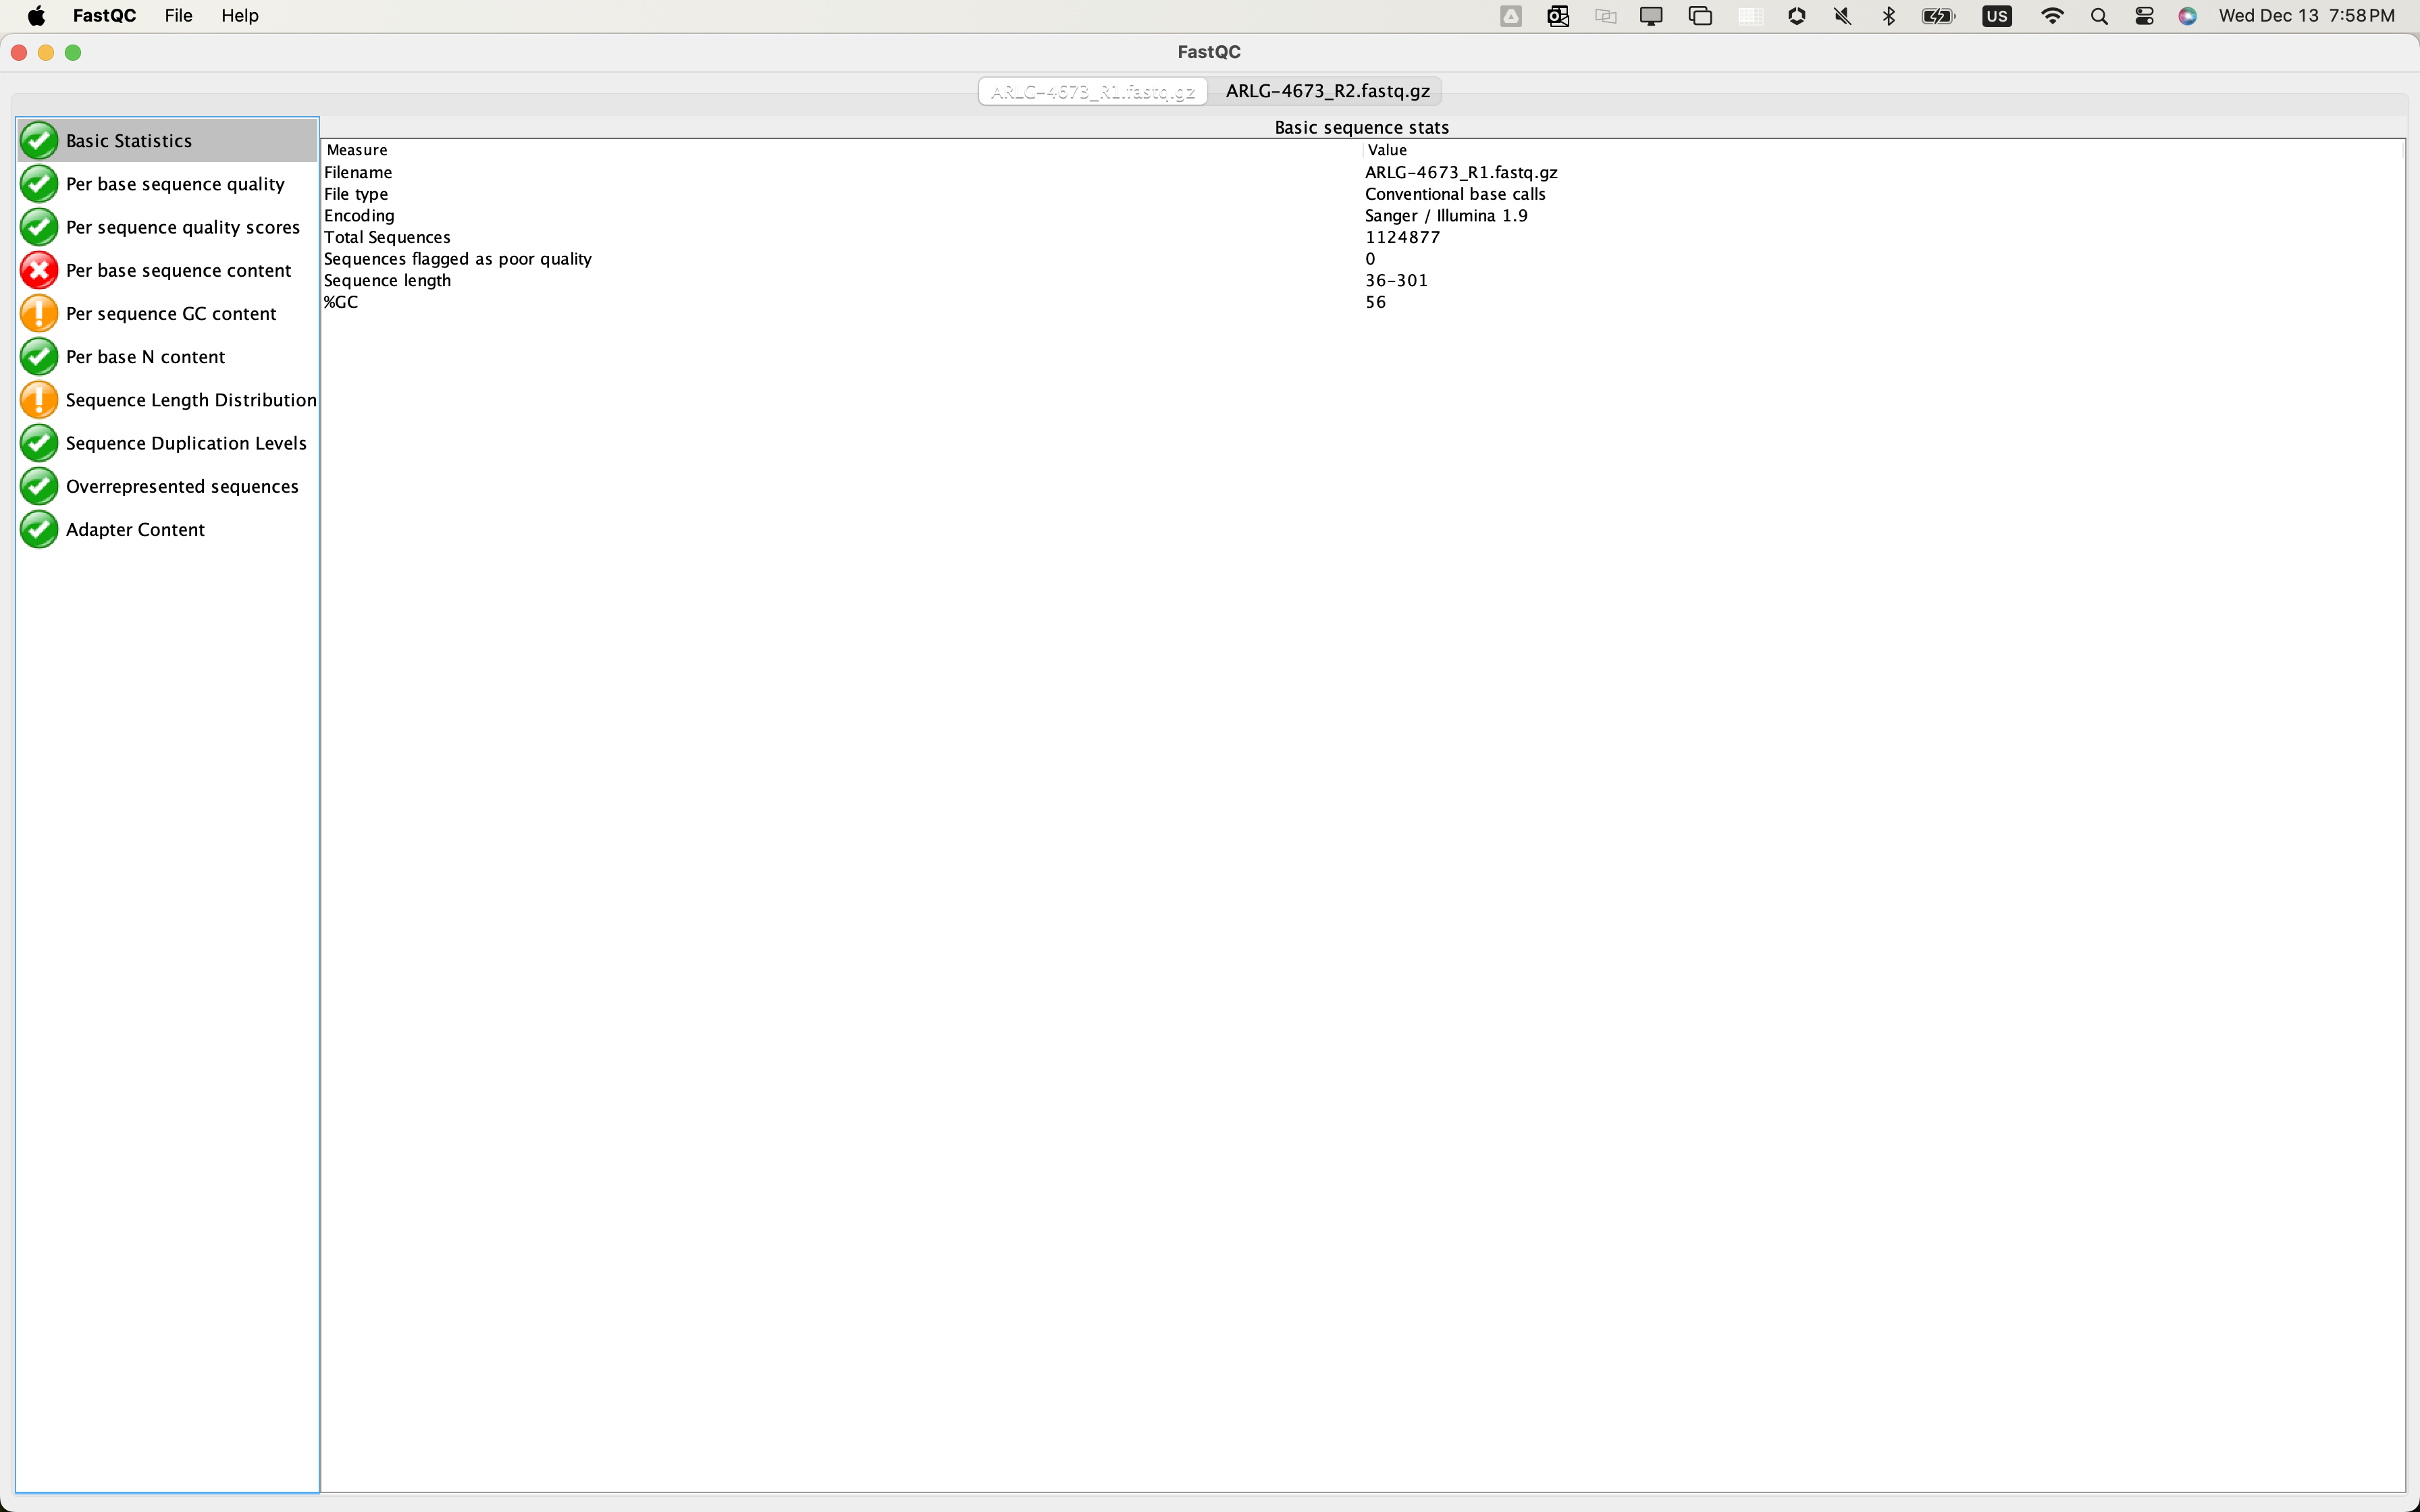 FastQC File Help US Wed Dec 13 7:58 PM
FastQC
ARLG-4673_R1.fastq.gz ARLG-4673_R2.fastq.gz
Basic sequence stats
Basic Statistics
Per base sequence quality
Per sequence quality scores
Per base sequence content
Per sequence GC content
Per base N content
Sequence Length Distribution
Sequence Duplication Levels
Overrepresented sequences
Adapter Content
Measure Value
Filename ARLG-4673_R1.fastq.gz
File type Conventional base calls
Encoding Sanger / Illumina 1.9
Total Sequences 1124877
Sequences flagged as poor quality 0
Sequence length 36-301
%GC 56